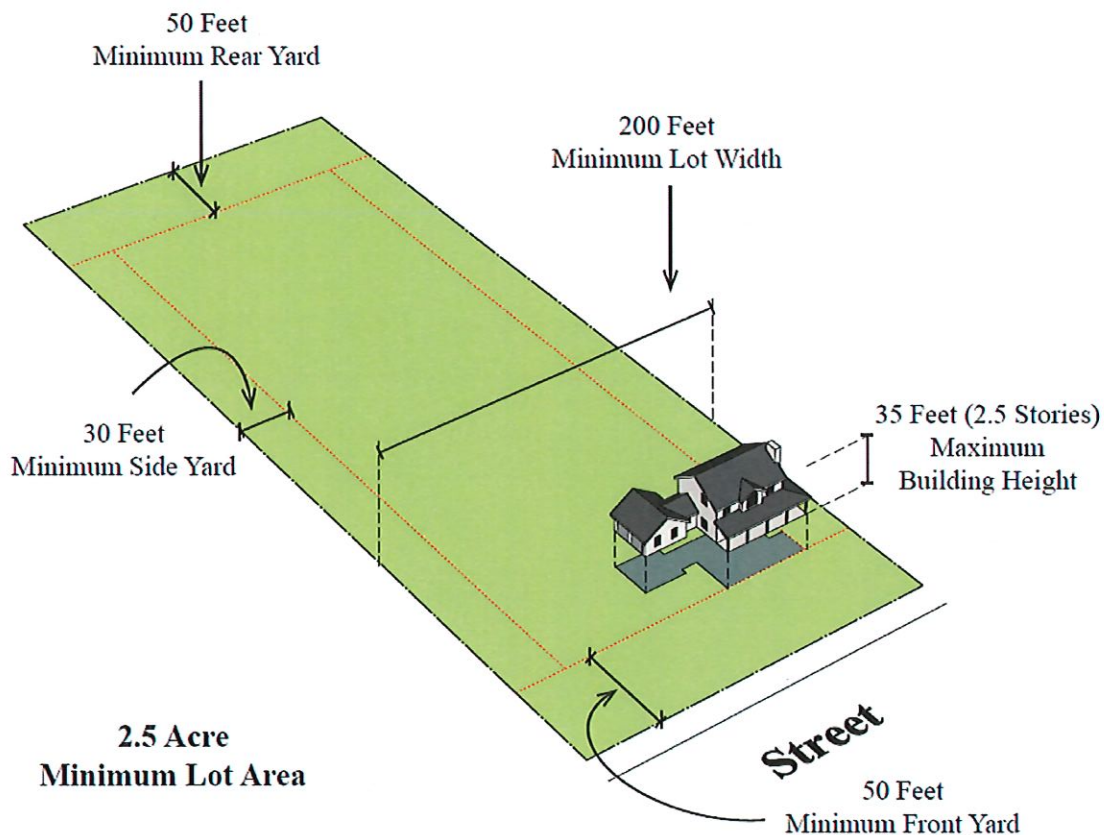 50 Feet
Minimum Rear Yard
200 Feet
Minimum Lot Width
30 Feet
Minimum Side Yard
35 Feet (2.5 Stories)
Maximum
Building Height
2.5 Acre
Minimum Lot Area
Street
50 Feet
Minimum Front Yard